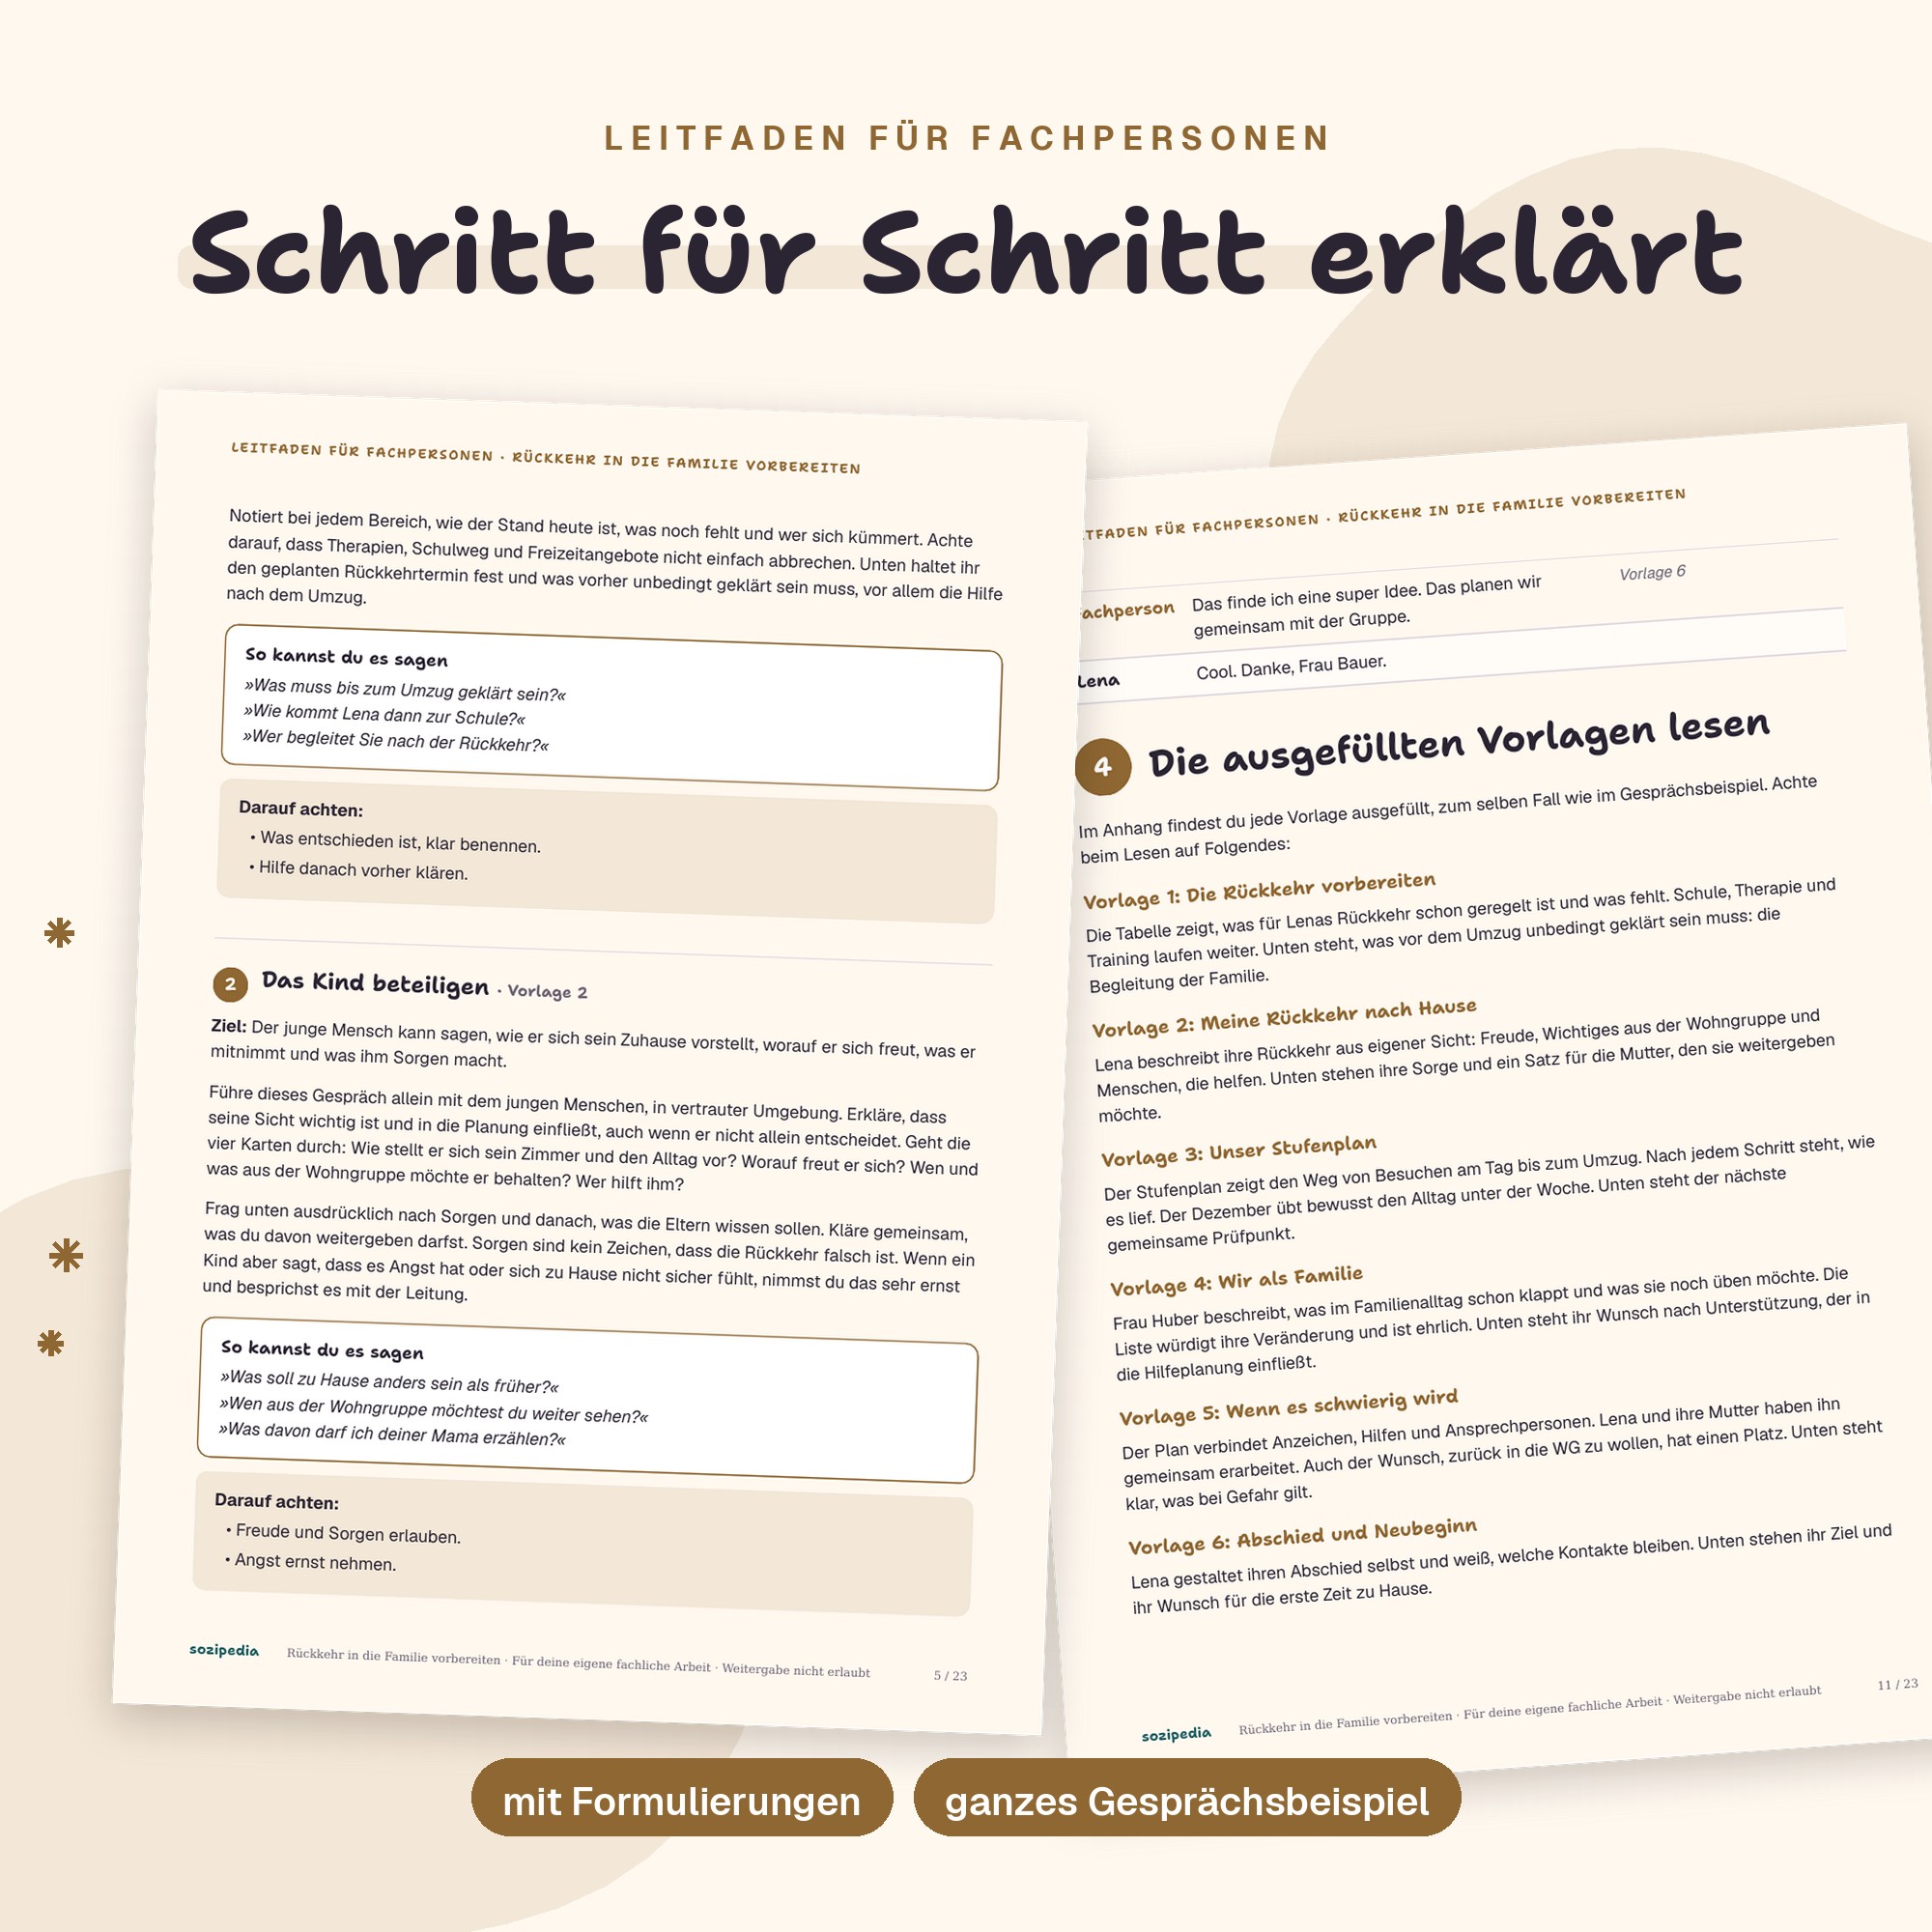 LEITFADEN FÜR FACHPERSONEN
Schritt für Schritt erklärt
LEITFADEN FÜR FACHPERSONEN · RÜCKKEHR IN DIE FAMILIE VORBEREITEN
Notiert bei jedem Bereich, wie der Stand heute ist, was noch fehlt und wer sich kümmert. Achte
darauf, dass Therapien, Schulweg und Freizeitangebote nicht einfach abbrechen. Unten haltet ihr
den geplanten Rückkehrtermin fest und was vorher unbedingt geklärt sein muss, vor allem die Hilfe
nach dem Umzug.
So kannst du es sagen
»Was muss bis zum Umzug geklärt sein?«
»Wie kommt Lena dann zur Schule?«
»Wer begleitet Sie nach der Rückkehr?«
Darauf achten:
• Was entschieden ist, klar benennen.
• Hilfe danach vorher klären.
2 Das Kind beteiligen · Vorlage 2
Ziel: Der junge Mensch kann sagen, wie er sich sein Zuhause vorstellt, worauf er sich freut, was er
mitnimmt und was ihm Sorgen macht.
Führe dieses Gespräch allein mit dem jungen Menschen, in vertrauter Umgebung. Erkläre, dass
seine Sicht wichtig ist und in die Planung einfließt, auch wenn er nicht allein entscheidet. Geht die
vier Karten durch: Wie stellt er sich sein Zimmer und den Alltag vor? Worauf freut er sich? Wen und
was aus der Wohngruppe möchte er behalten? Wer hilft ihm?
Frag unten ausdrücklich nach Sorgen und danach, was die Eltern wissen sollen. Kläre gemeinsam,
was du davon weitergeben darfst. Sorgen sind kein Zeichen, dass die Rückkehr falsch ist. Wenn ein
Kind aber sagt, dass es Angst hat oder sich zu Hause nicht sicher fühlt, nimmst du das sehr ernst
und besprichst es mit der Leitung.
So kannst du es sagen
»Was soll zu Hause anders sein als früher?«
»Wen aus der Wohngruppe möchtest du weiter sehen?«
»Was davon darf ich deiner Mama erzählen?«
Darauf achten:
• Freude und Sorgen erlauben.
• Angst ernst nehmen.
sozipedia Rückkehr in die Familie vorbereiten · Für deine eigene fachliche Arbeit · Weitergabe nicht erlaubt 5 / 23
TFADEN FÜR FACHPERSONEN · RÜCKKEHR IN DIE FAMILIE VORBEREITEN
achperson Das finde ich eine super Idee. Das planen wir Vorlage 6
gemeinsam mit der Gruppe.
Lena Cool. Danke, Frau Bauer.
4 Die ausgefüllten Vorlagen lesen
Im Anhang findest du jede Vorlage ausgefüllt, zum selben Fall wie im Gesprächsbeispiel. Achte
beim Lesen auf Folgendes:
Vorlage 1: Die Rückkehr vorbereiten
Die Tabelle zeigt, was für Lenas Rückkehr schon geregelt ist und was fehlt. Schule, Therapie und
Training laufen weiter. Unten steht, was vor dem Umzug unbedingt geklärt sein muss: die
Begleitung der Familie.
Vorlage 2: Meine Rückkehr nach Hause
Lena beschreibt ihre Rückkehr aus eigener Sicht: Freude, Wichtiges aus der Wohngruppe und
Menschen, die helfen. Unten stehen ihre Sorge und ein Satz für die Mutter, den sie weitergeben
möchte.
Vorlage 3: Unser Stufenplan
Der Stufenplan zeigt den Weg von Besuchen am Tag bis zum Umzug. Nach jedem Schritt steht, wie
es lief. Der Dezember übt bewusst den Alltag unter der Woche. Unten steht der nächste
gemeinsame Prüfpunkt.
Vorlage 4: Wir als Familie
Frau Huber beschreibt, was im Familienalltag schon klappt und was sie noch üben möchte. Die
Liste würdigt ihre Veränderung und ist ehrlich. Unten steht ihr Wunsch nach Unterstützung, der in
die Hilfeplanung einfließt.
Vorlage 5: Wenn es schwierig wird
Der Plan verbindet Anzeichen, Hilfen und Ansprechpersonen. Lena und ihre Mutter haben ihn
gemeinsam erarbeitet. Auch der Wunsch, zurück in die WG zu wollen, hat einen Platz. Unten steht
klar, was bei Gefahr gilt.
Vorlage 6: Abschied und Neubeginn
Lena gestaltet ihren Abschied selbst und weiß, welche Kontakte bleiben. Unten stehen ihr Ziel und
ihr Wunsch für die erste Zeit zu Hause.
sozipedia Rückkehr in die Familie vorbereiten · Für deine eigene fachliche Arbeit · Weitergabe nicht erlaubt 11 / 23
mit Formulierungen
ganzes Gesprächsbeispiel